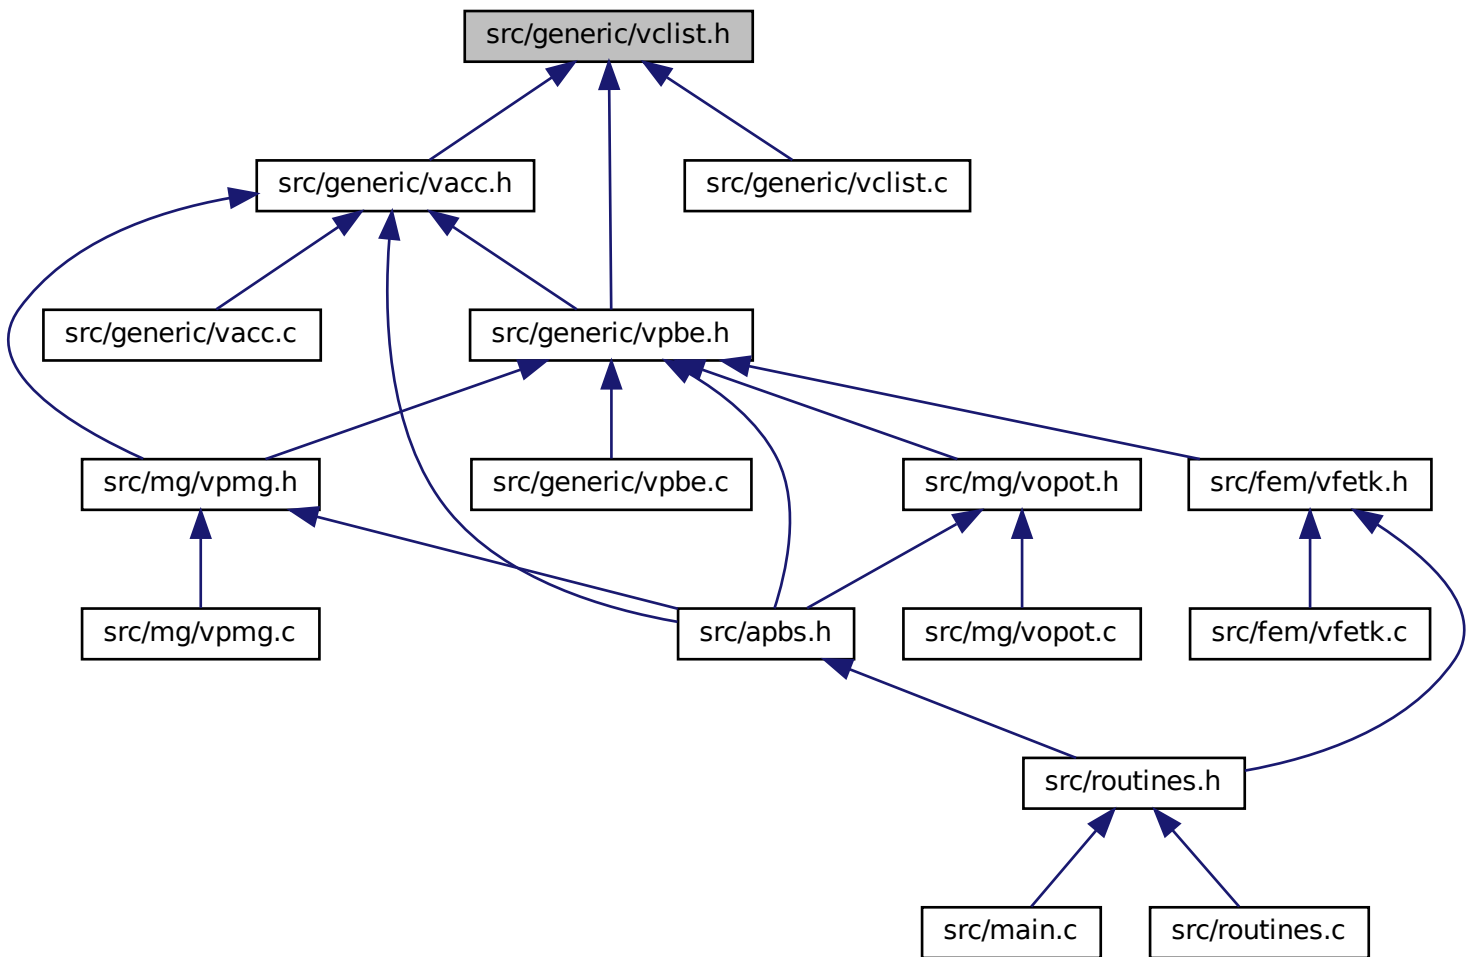 src/generic/vclist.h
src/generic/vacc.h
src/generic/vclist.c
src/generic/vacc.c
src/generic/vpbe.h
src/mg/vpmg.h
src/generic/vpbe.c
src/mg/vopot.h
src/fem/vfetk.h
src/mg/vpmg.c
src/apbs.h
src/mg/vopot.c
src/fem/vfetk.c
src/routines.h
src/main.c
src/routines.c